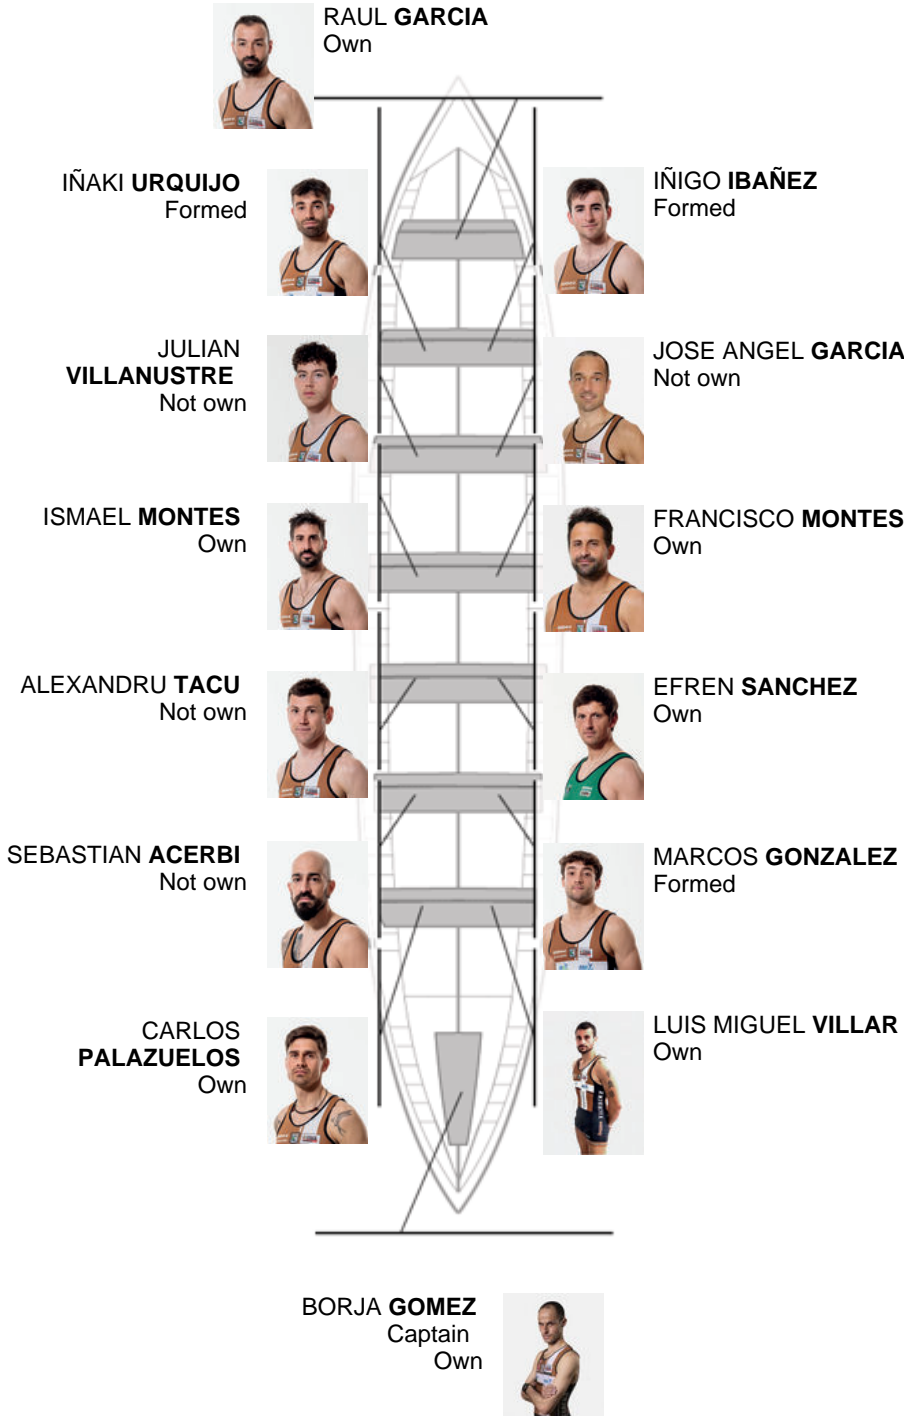 RAUL GARCIA
Own
IÑAKI URQUIJO
Formed
IÑIGO IBAÑEZ
Formed
JULIAN
VILLANUSTRE
Not own
JOSE ANGEL GARCIA
Not own
ISMAEL MONTES
Own
FRANCISCO MONTES
Own
ALEXANDRU TACU
Not own
EFREN SANCHEZ
Own
SEBASTIAN ACERBI
Not own
MARCOS GONZALEZ
Formed
CARLOS
PALAZUELOS
Own
LUIS MIGUEL VILLAR
Own
BORJA GOMEZ
Captain
Own